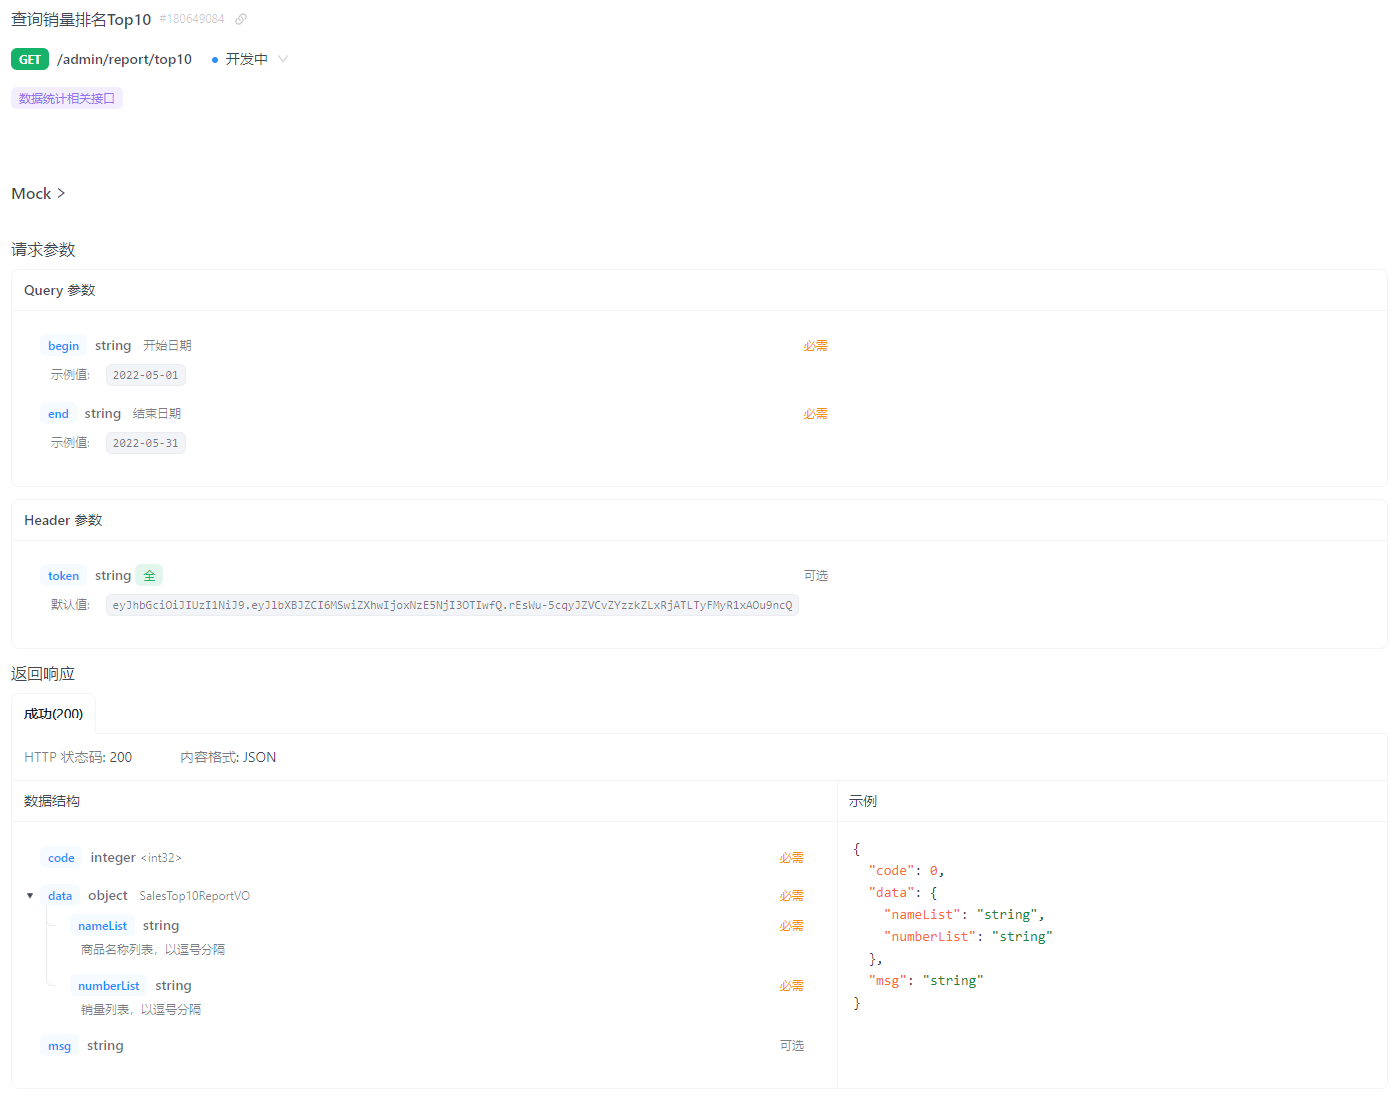 查询销量排名Top10 #180649084
GET /admin/report/top10 开发中
数据统计相关接口
Mock
请求参数
Query 参数
begin string 开始日期 必需
示例值: 2022-05-01
end string 结束日期 必需
示例值: 2022-05-31
Header 参数
token string 全 可选
默认值: eyJhbGciOiJIUzI1NiJ9.eyJlbXBJZCI6MSwiZXhwIjoxNzE5NjI3OTIwfQ.rEsWu-5cqyJZVCvZYzzkZLxRjATLTyFMyR1xAOu9ncQ
返回响应
成功(200)
HTTP 状态码: 200 内容格式: JSON
数据结构 示例
code integer <int32> 必需
data object SalesTop10ReportVO 必需
nameList string 必需
商品名称列表，以逗号分隔
numberList string 必需
销量列表，以逗号分隔
msg string 可选
{
"code": 0,
"data": {
"nameList": "string",
"numberList": "string"
},
"msg": "string"
}